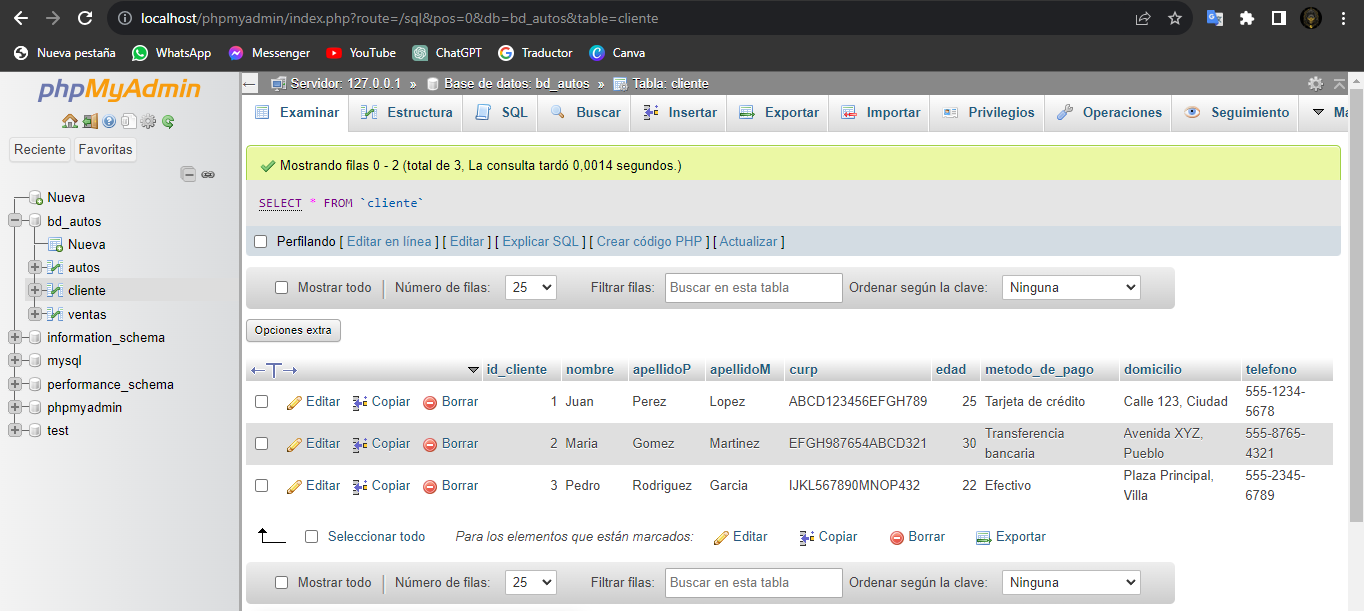 localhost/phpmyadmin/index.php?route=/sql&pos=0&db=bd_autos&table=cliente
Nueva pestaña WhatsApp Messenger YouTube ChatGPT Traductor Canva
phpMyAdmin
Reciente Favoritas
Nueva
bd_autos
Nueva
autos
cliente
ventas
information_schema
mysql
performance_schema
phpmyadmin
test
Servidor: 127.0.0.1 » Base de datos: bd_autos » Tabla: cliente
Examinar Estructura SQL Buscar Insertar Exportar Importar Privilegios Operaciones Seguimiento Ma
Mostrando filas 0 - 2 (total de 3, La consulta tardó 0,0014 segundos.)
SELECT * FROM `cliente`
Perfilando [ Editar en línea ] [ Editar ] [ Explicar SQL ] [ Crear código PHP ] [ Actualizar ]
Mostrar todo | Número de filas: 25 Filtrar filas: Buscar en esta tabla Ordenar según la clave: Ninguna
Opciones extra
←T→ id_cliente nombre apellidoP apellidoM curp edad metodo_de_pago domicilio telefono
Editar Copiar Borrar 1 Juan Perez Lopez ABCD123456EFGH789 25 Tarjeta de crédito Calle 123, Ciudad 555-1234-
5678
Editar Copiar Borrar 2 Maria Gomez Martinez EFGH987654ABCD321 30 Transferencia Avenida XYZ, 555-8765-
bancaria Pueblo 4321
Editar Copiar Borrar 3 Pedro Rodriguez Garcia IJKL567890MNOP432 22 Efectivo Plaza Principal, 555-2345-
Villa 6789
Seleccionar todo Para los elementos que están marcados: Editar Copiar Borrar Exportar
Mostrar todo | Número de filas: 25 Filtrar filas: Buscar en esta tabla Ordenar según la clave: Ninguna